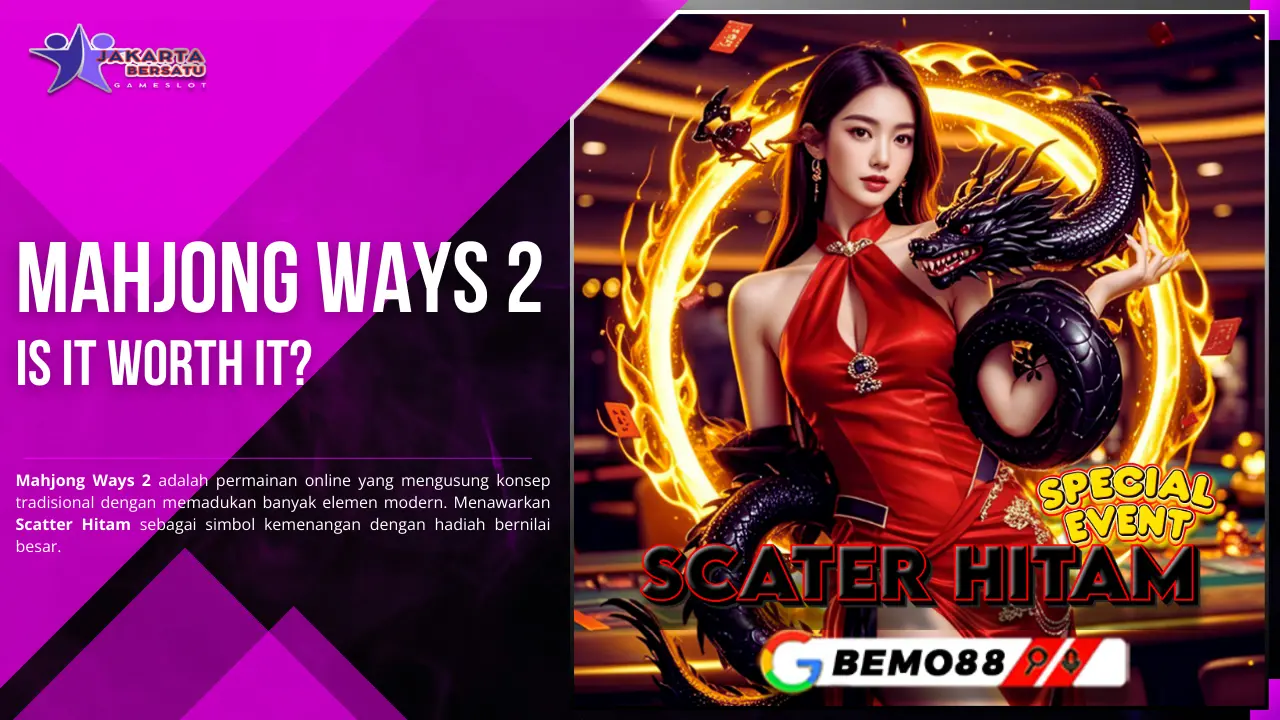 JAKARTA
BERSATU
GAMESLOT
MAHJONG WAYS 2
IS IT WORTH IT?
Mahjong Ways 2 adalah permainan online yang mengusung konsep
tradisional dengan memadukan banyak elemen modern. Menawarkan
Scatter Hitam sebagai simbol kemenangan dengan hadiah bernilai
besar.
SPECIAL
EVENT
SCATER HITAM
G BEMO88